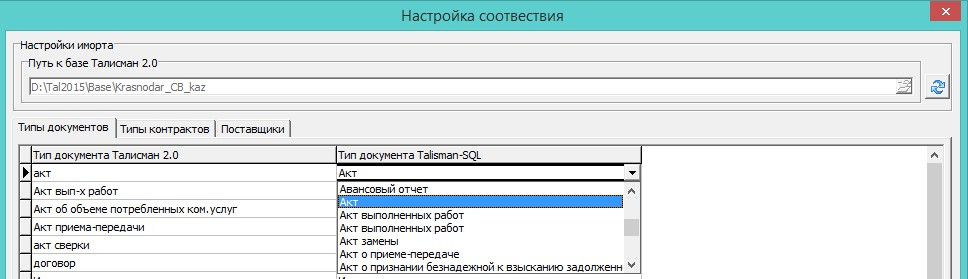 Настройка соотвествия
Настройки иморта
Путь к базе Талисман 2.0
D:\Tal2015\Base\Krasnodar_CB_kaz
Типы документов Типы контрактов Поставщики
Тип документа Талисман 2.0 Тип документа Talisman-SQL
акт Акт
Авансовый отчет
Акт вып-х работ
Акт
Акт об объеме потребленных ком.услуг
Акт выполненных работ
Акт приема-передачи
Акт выполненных работ
акт сверки
Акт замены
Акт о приеме-передаче
договор
Акт о признании безнадежной к взысканию задолженн